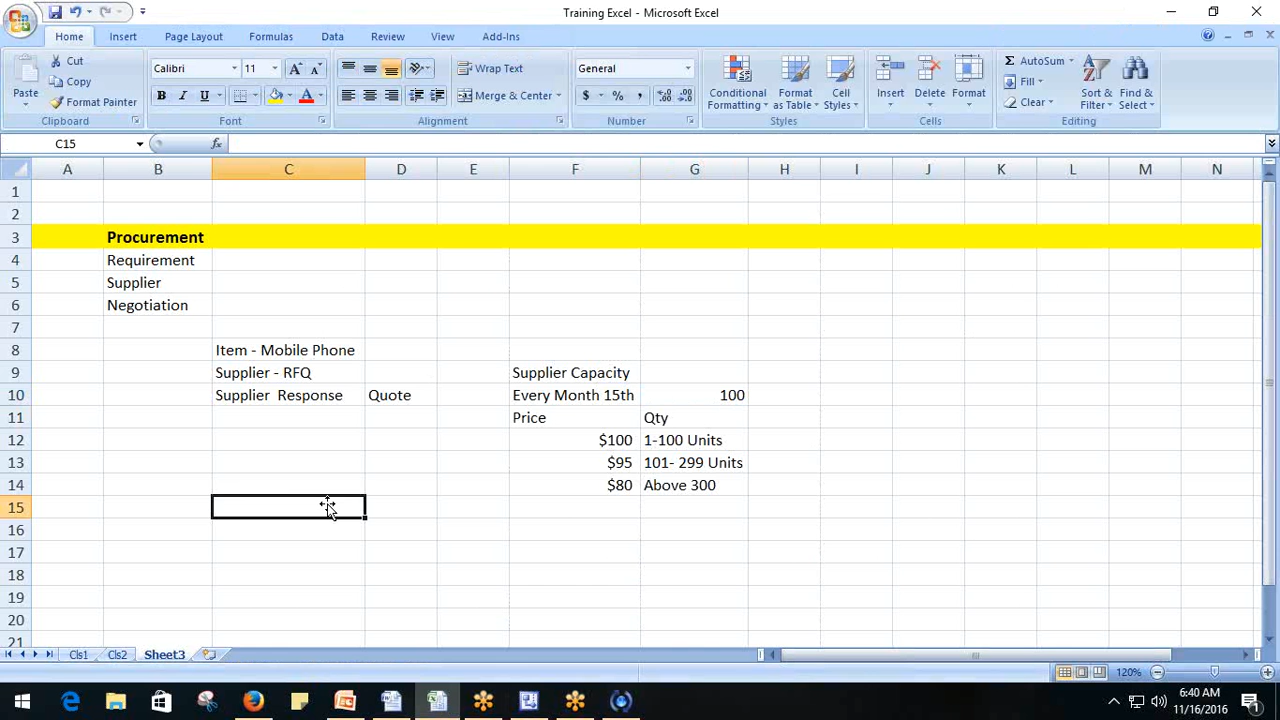 Training Excel - Microsoft Excel
Home Insert Page Layout Formulas Data Review View Add-Ins
Paste
Cut
Copy
Format Painter
Clipboard
Calibri 11
B I U
Font
Wrap Text
Merge & Center
Alignment
General
$ % ,
Number
Conditional Formatting
Format as Table
Cell Styles
Styles
Insert Delete Format
Cells
AutoSum
Fill
Clear
Sort & Filter
Find & Select
Editing
C15 fx
A B C D E F G H I J K L M N
1
2
3 Procurement
4 Requirement
5 Supplier
6 Negotiation
7
8 Item - Mobile Phone
9 Supplier - RFQ Supplier Capacity
10 Supplier Response Quote Every Month 15th 100
11 Price Qty
12 $100 1-100 Units
13 $95 101- 299 Units
14 $80 Above 300
15
16
17
18
19
20
21
Cls1 Cls2 Sheet3
120%
6:40 AM
11/16/2016